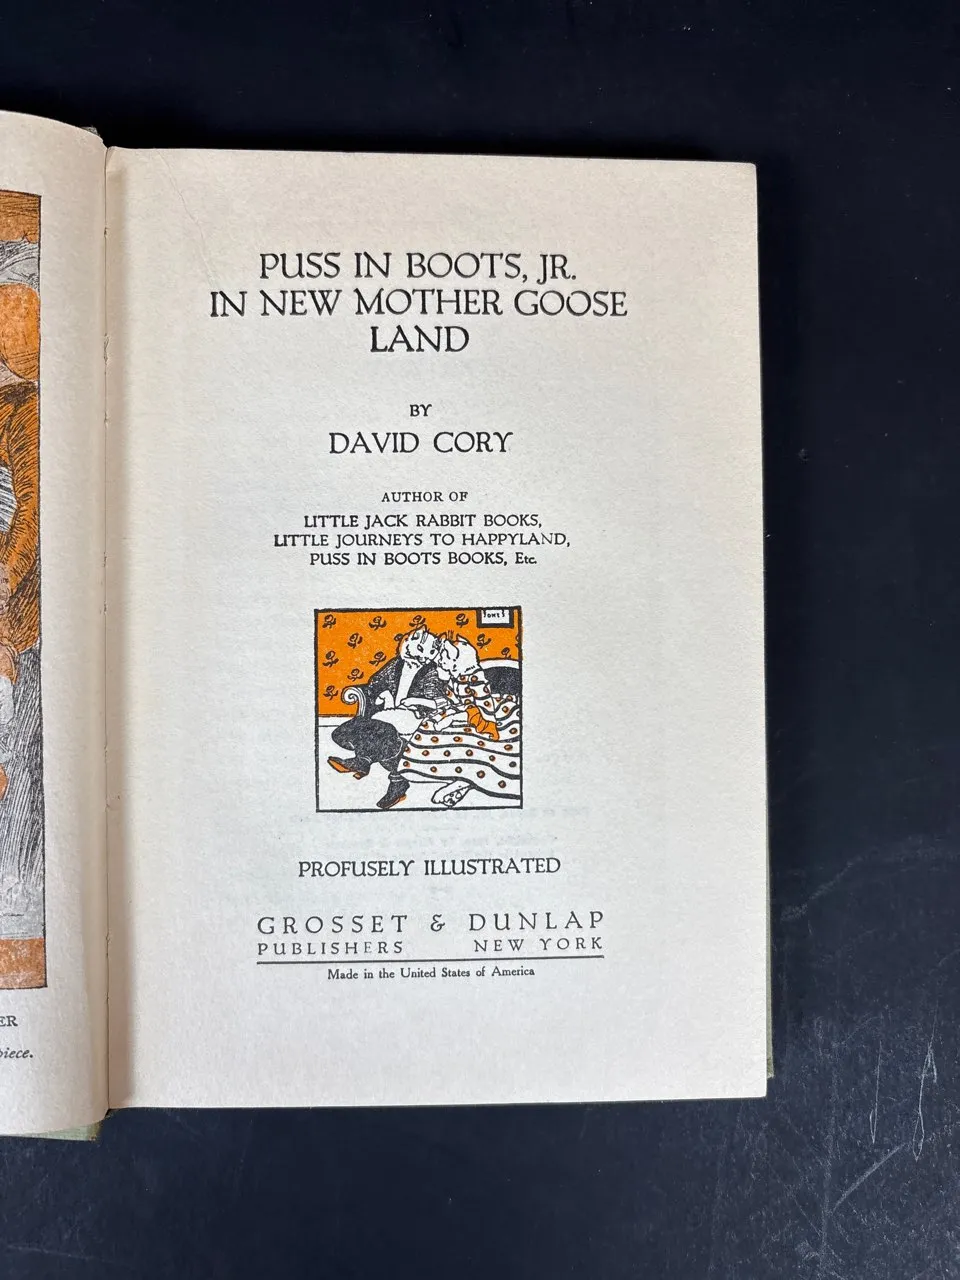 PUSS IN BOOTS, JR.
IN NEW MOTHER GOOSE
LAND
BY
DAVID CORY
AUTHOR OF
LITTLE JACK RABBIT BOOKS,
LITTLE JOURNEYS TO HAPPYLAND,
PUSS IN BOOTS BOOKS, Etc.
PROFUSELY ILLUSTRATED
GROSSET & DUNLAP
PUBLISHERS NEW YORK
Made in the United States of America
ER
piece.